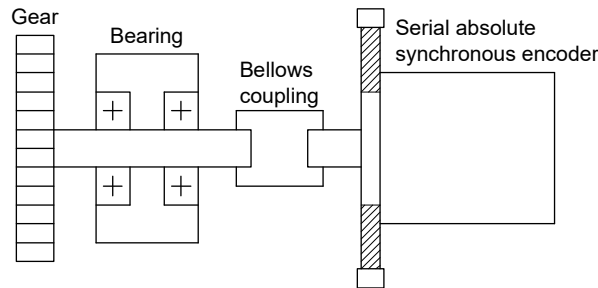 Gear
Bearing
Bellows
coupling
Serial absolute
synchronous encoder